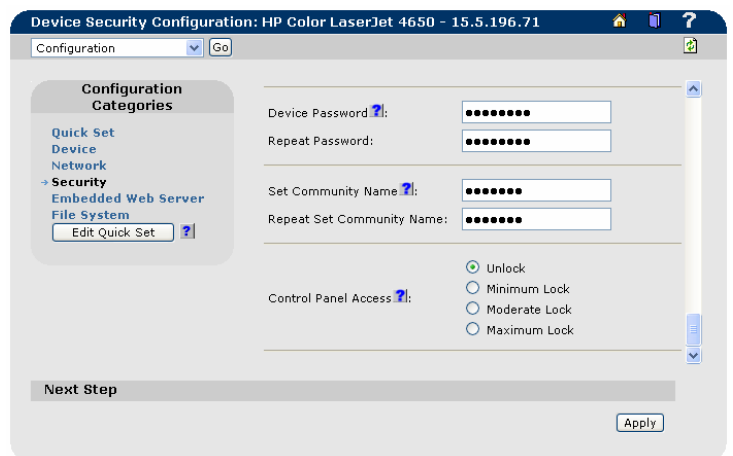 Device Security Configuration: HP Color LaserJet 4650 - 15.5.196.71 ?
Configuration Go
Configuration
Categories
Quick Set
Device
Network
→ Security
Embedded Web Server
File System
Edit Quick Set ?
Device Password ?: ●●●●●●●●
Repeat Password: ●●●●●●●●
Set Community Name ?: ●●●●●●●
Repeat Set Community Name: ●●●●●●●
Control Panel Access ?:
Unlock
Minimum Lock
Moderate Lock
Maximum Lock
Next Step
Apply